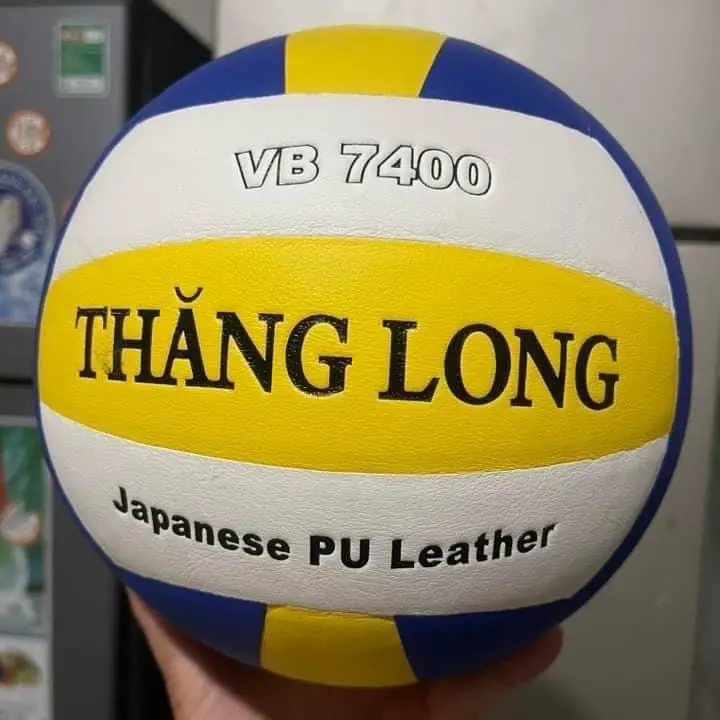 VB 7400
THĂNG LONG
Japanese PU Leather